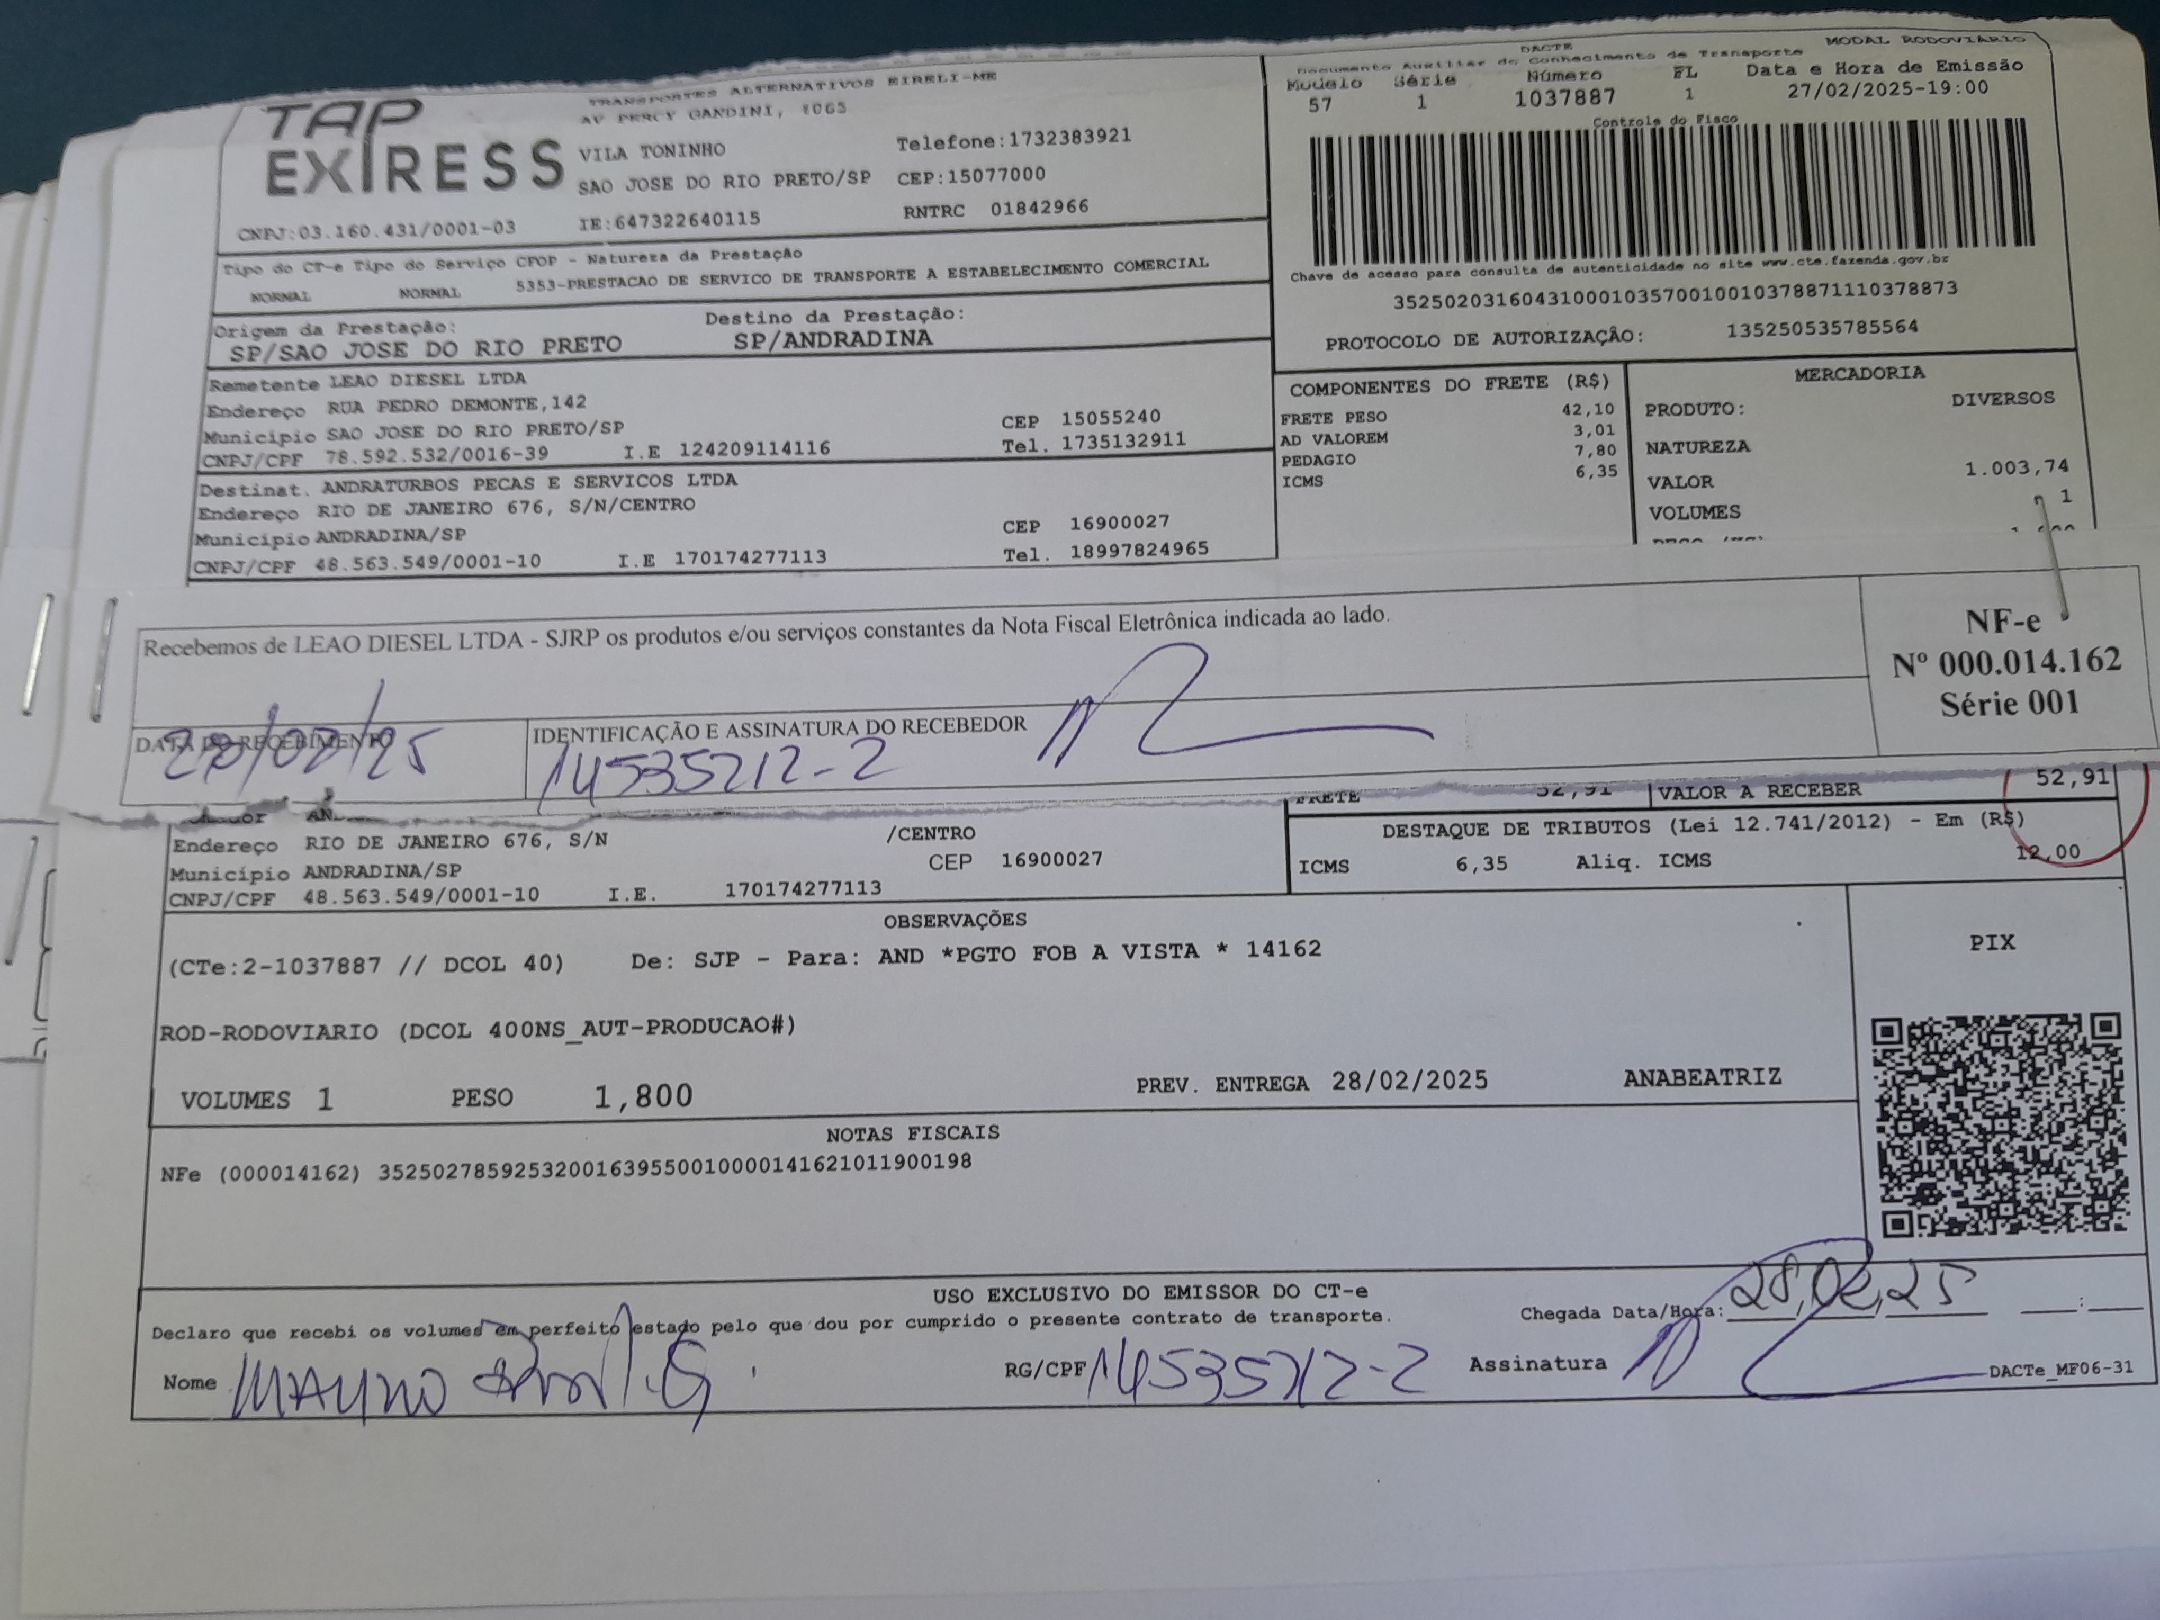 DACTE
MODAL RODOVIÁRIO
Documento Auxiliar do Conhecimento de Transporte
Modelo Série Número FL Data e Hora de Emissão
57 1 1037887 1 27/02/2025-19:00
Controle do Fisco
Chave de acesso para consulta de autenticidade no site www.cte.fazenda.gov.br
35250203160431000103570010010378871110378873
PROTOCOLO DE AUTORIZAÇÃO: 135250535785564
TAP EXPRESS
TRANSPORTES ALTERNATIVOS EIRELI-ME
AV PERCY GANDINI,
VILA TONINHO Telefone:1732383921
SAO JOSE DO RIO PRETO/SP CEP:15077000
CNPJ:03.160.431/0001-03 IE:647322640115 RNTRC 01842966
Tipo do CT-e Tipo do Serviço CFOP - Natureza da Prestação
NORMAL NORMAL 5353-PRESTACAO DE SERVICO DE TRANSPORTE A ESTABELECIMENTO COMERCIAL
Origem da Prestação: Destino da Prestação:
SP/SAO JOSE DO RIO PRETO SP/ANDRADINA
Remetente LEAO DIESEL LTDA
Endereço RUA PEDRO DEMONTE,142
Município SAO JOSE DO RIO PRETO/SP CEP 15055240
CNPJ/CPF 78.592.532/0016-39 I.E 124209114116 Tel. 1735132911
Destinat. ANDRATURBOS PECAS E SERVICOS LTDA
Endereço RIO DE JANEIRO 676, S/N/CENTRO
Município ANDRADINA/SP CEP 16900027
CNPJ/CPF 48.563.549/0001-10 I.E 170174277113 Tel. 18997824965
COMPONENTES DO FRETE (R$)
FRETE PESO 42,10
AD VALOREM 3,01
PEDAGIO 7,80
ICMS 6,35
MERCADORIA
PRODUTO: DIVERSOS
NATUREZA
VALOR 1.003,74
VOLUMES 1
Recebemos de LEAO DIESEL LTDA - SJRP os produtos e/ou serviços constantes da Nota Fiscal Eletrônica indicada ao lado.
NF-e
Nº 000.014.162
Série 001
DATA DO RECEBIMENTO IDENTIFICAÇÃO E ASSINATURA DO RECEBEDOR
28/02/25 14535212-2
FRETE 52,91 VALOR A RECEBER 52,91
Endereço RIO DE JANEIRO 676, S/N /CENTRO
Município ANDRADINA/SP CEP 16900027
CNPJ/CPF 48.563.549/0001-10 I.E. 170174277113
DESTAQUE DE TRIBUTOS (Lei 12.741/2012) - Em (R$)
ICMS 6,35 Aliq. ICMS 12,00
OBSERVAÇÕES
(CTe:2-1037887 // DCOL 40) De: SJP - Para: AND *PGTO FOB A VISTA * 14162
PIX
ROD-RODOVIARIO (DCOL 400NS_AUT-PRODUCAO#)
VOLUMES 1 PESO 1,800 PREV. ENTREGA 28/02/2025 ANABEATRIZ
NOTAS FISCAIS
NFe (000014162) 35250278592532001639550010000141621011900198
USO EXCLUSIVO DO EMISSOR DO CT-e
Declaro que recebi os volumes em perfeito estado pelo que dou por cumprido o presente contrato de transporte.
Chegada Data/Hora: 28,02,25 __:__
Nome RG/CPF 14535212-2 Assinatura
DACTe_MF06-31